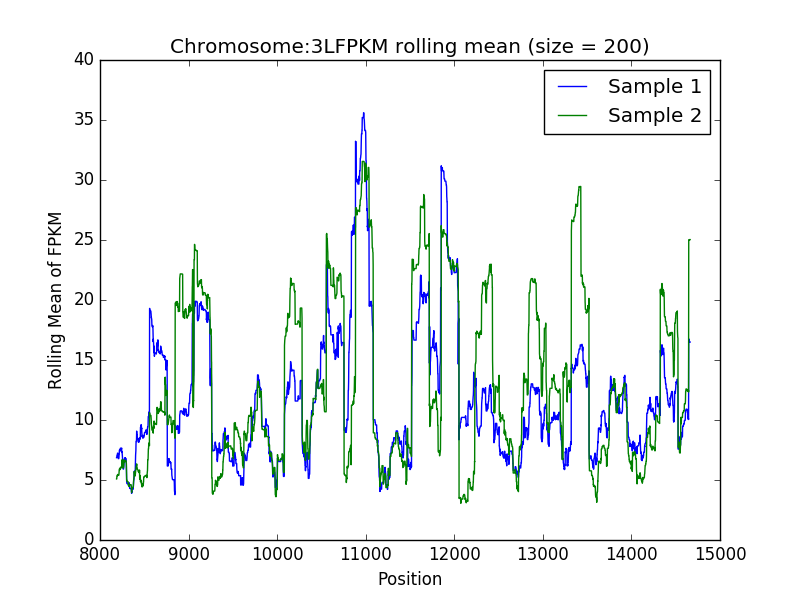 Chromosome:3LFPKM rolling mean (size = 200)
Sample 1
Sample 2
Rolling Mean of FPKM
40
35
30
25
20
15
10
5
0
8000 9000 10000 11000 12000 13000 14000 15000
Position